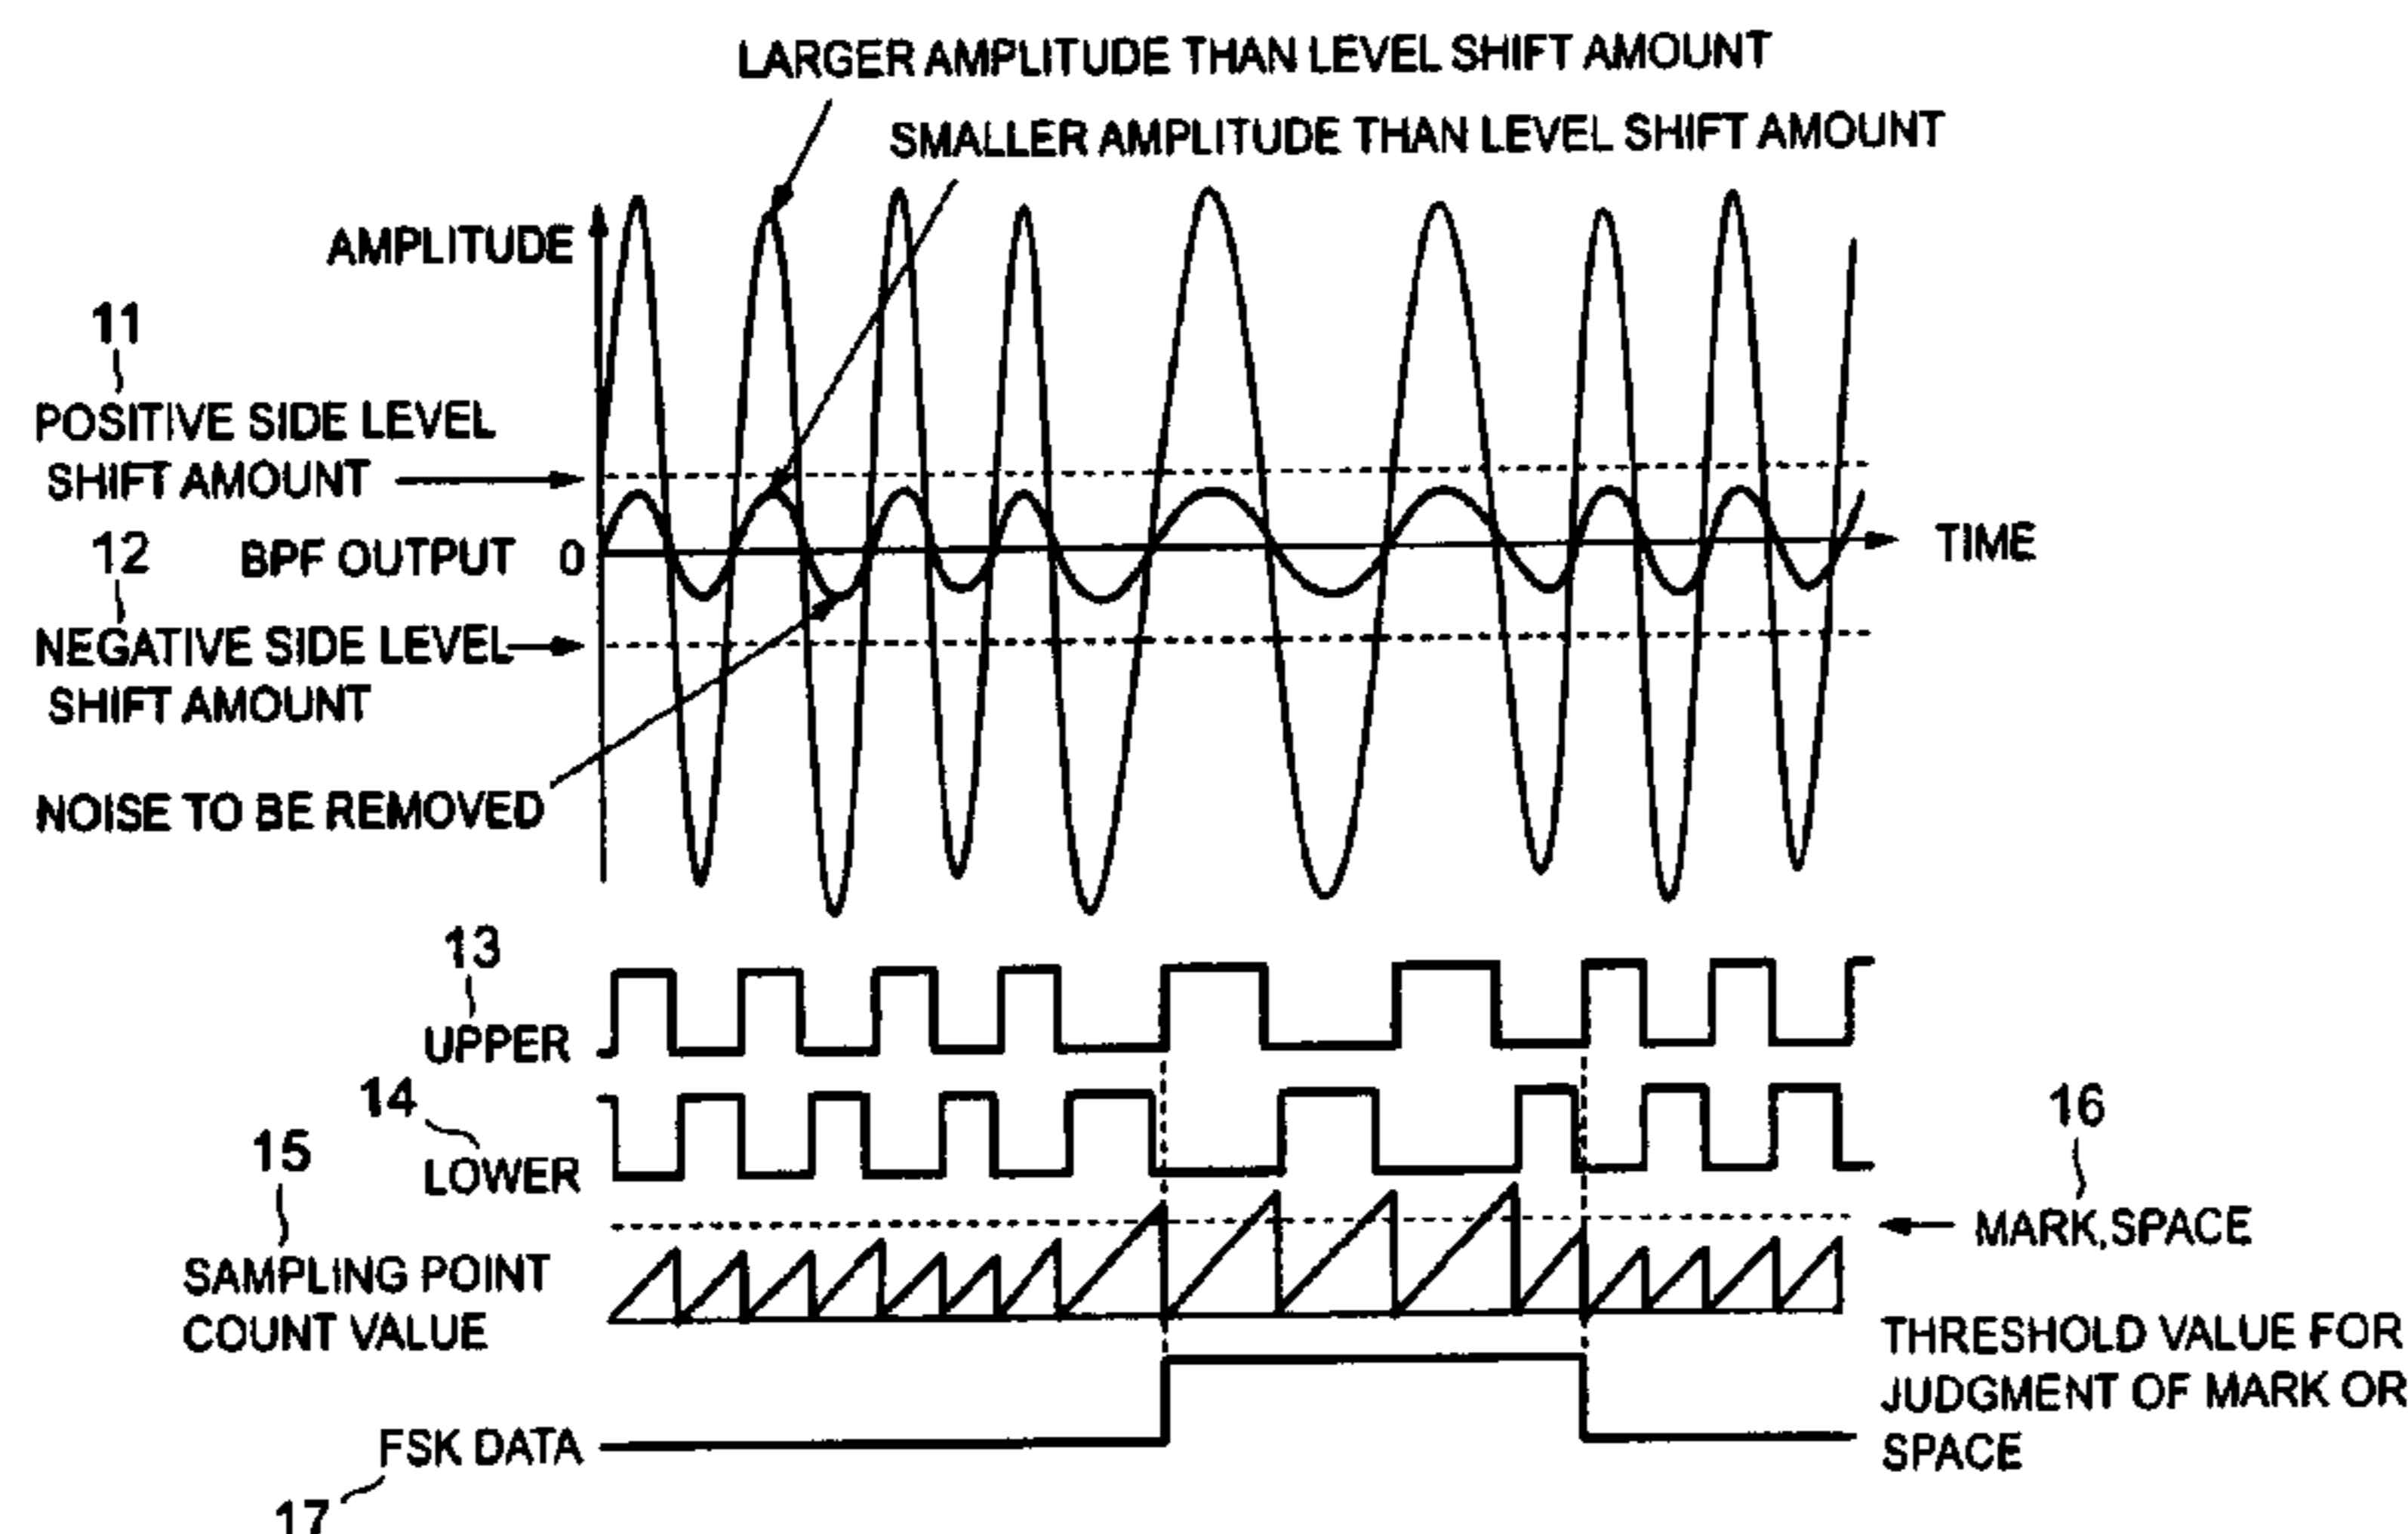 LARGER AMPLITUDE THAN LEVEL SHIFT AMOUNT
SMALLER AMPLITUDE THAN LEVEL SHIFT AMOUNT
AMPLITUDE
11
POSITIVE SIDE LEVEL
SHIFT AMOUNT
12
BPF OUTPUT 0
TIME
NEGATIVE SIDE LEVEL
SHIFT AMOUNT
NOISE TO BE REMOVED
13
UPPER
14
LOWER
15
SAMPLING POINT
COUNT VALUE
16
MARK,SPACE
THRESHOLD VALUE FOR
JUDGMENT OF MARK OR
SPACE
FSK DATA
17